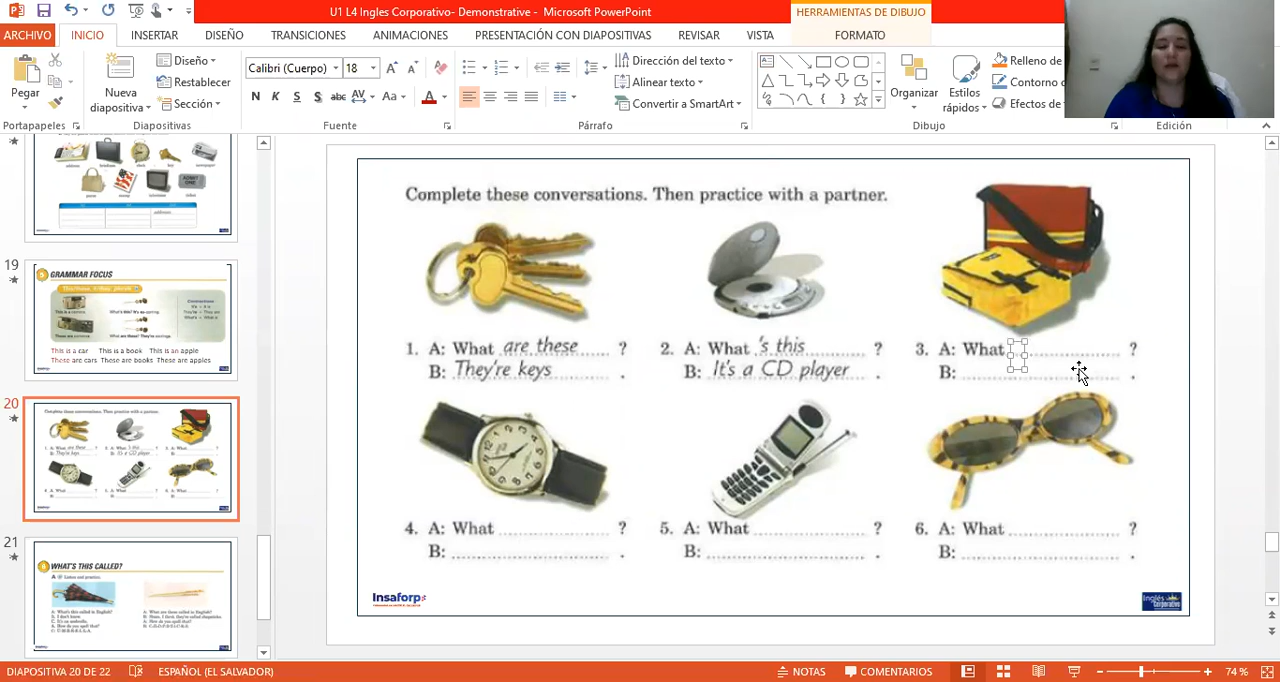 U1 L4 Ingles Corporativo- Demonstrative - Microsoft PowerPoint
HERRAMIENTAS DE DIBUJO
ARCHIVO INICIO INSERTAR DISEÑO TRANSICIONES ANIMACIONES PRESENTACIÓN CON DIAPOSITIVAS REVISAR VISTA FORMATO
Pegar
Nueva diapositiva
Diseño
Restablecer
Sección
Calibri (Cuerpo) 18
N K S S abc AV Aa A
Dirección del texto
Alinear texto
Convertir a SmartArt
Organizar
Estilos rápidos
Relleno de
Contorno
Efectos de
Portapapeles Diapositivas Fuente Párrafo Dibujo Edición
19
GRAMMAR FOCUS
This is a car This is a book This is an apple
These are cars These are books These are apples
20
21
WHAT'S THIS CALLED?
Complete these conversations. Then practice with a partner.
1. A: What are these ?
B: They're keys .
2. A: What 's this ?
B: It's a CD player .
3. A: What ?
B: .
4. A: What ?
B: .
5. A: What ?
B: .
6. A: What ?
B: .
Insaforp
Inglés Corporativo
DIAPOSITIVA 20 DE 22 ESPAÑOL (EL SALVADOR) NOTAS COMENTARIOS 74 %